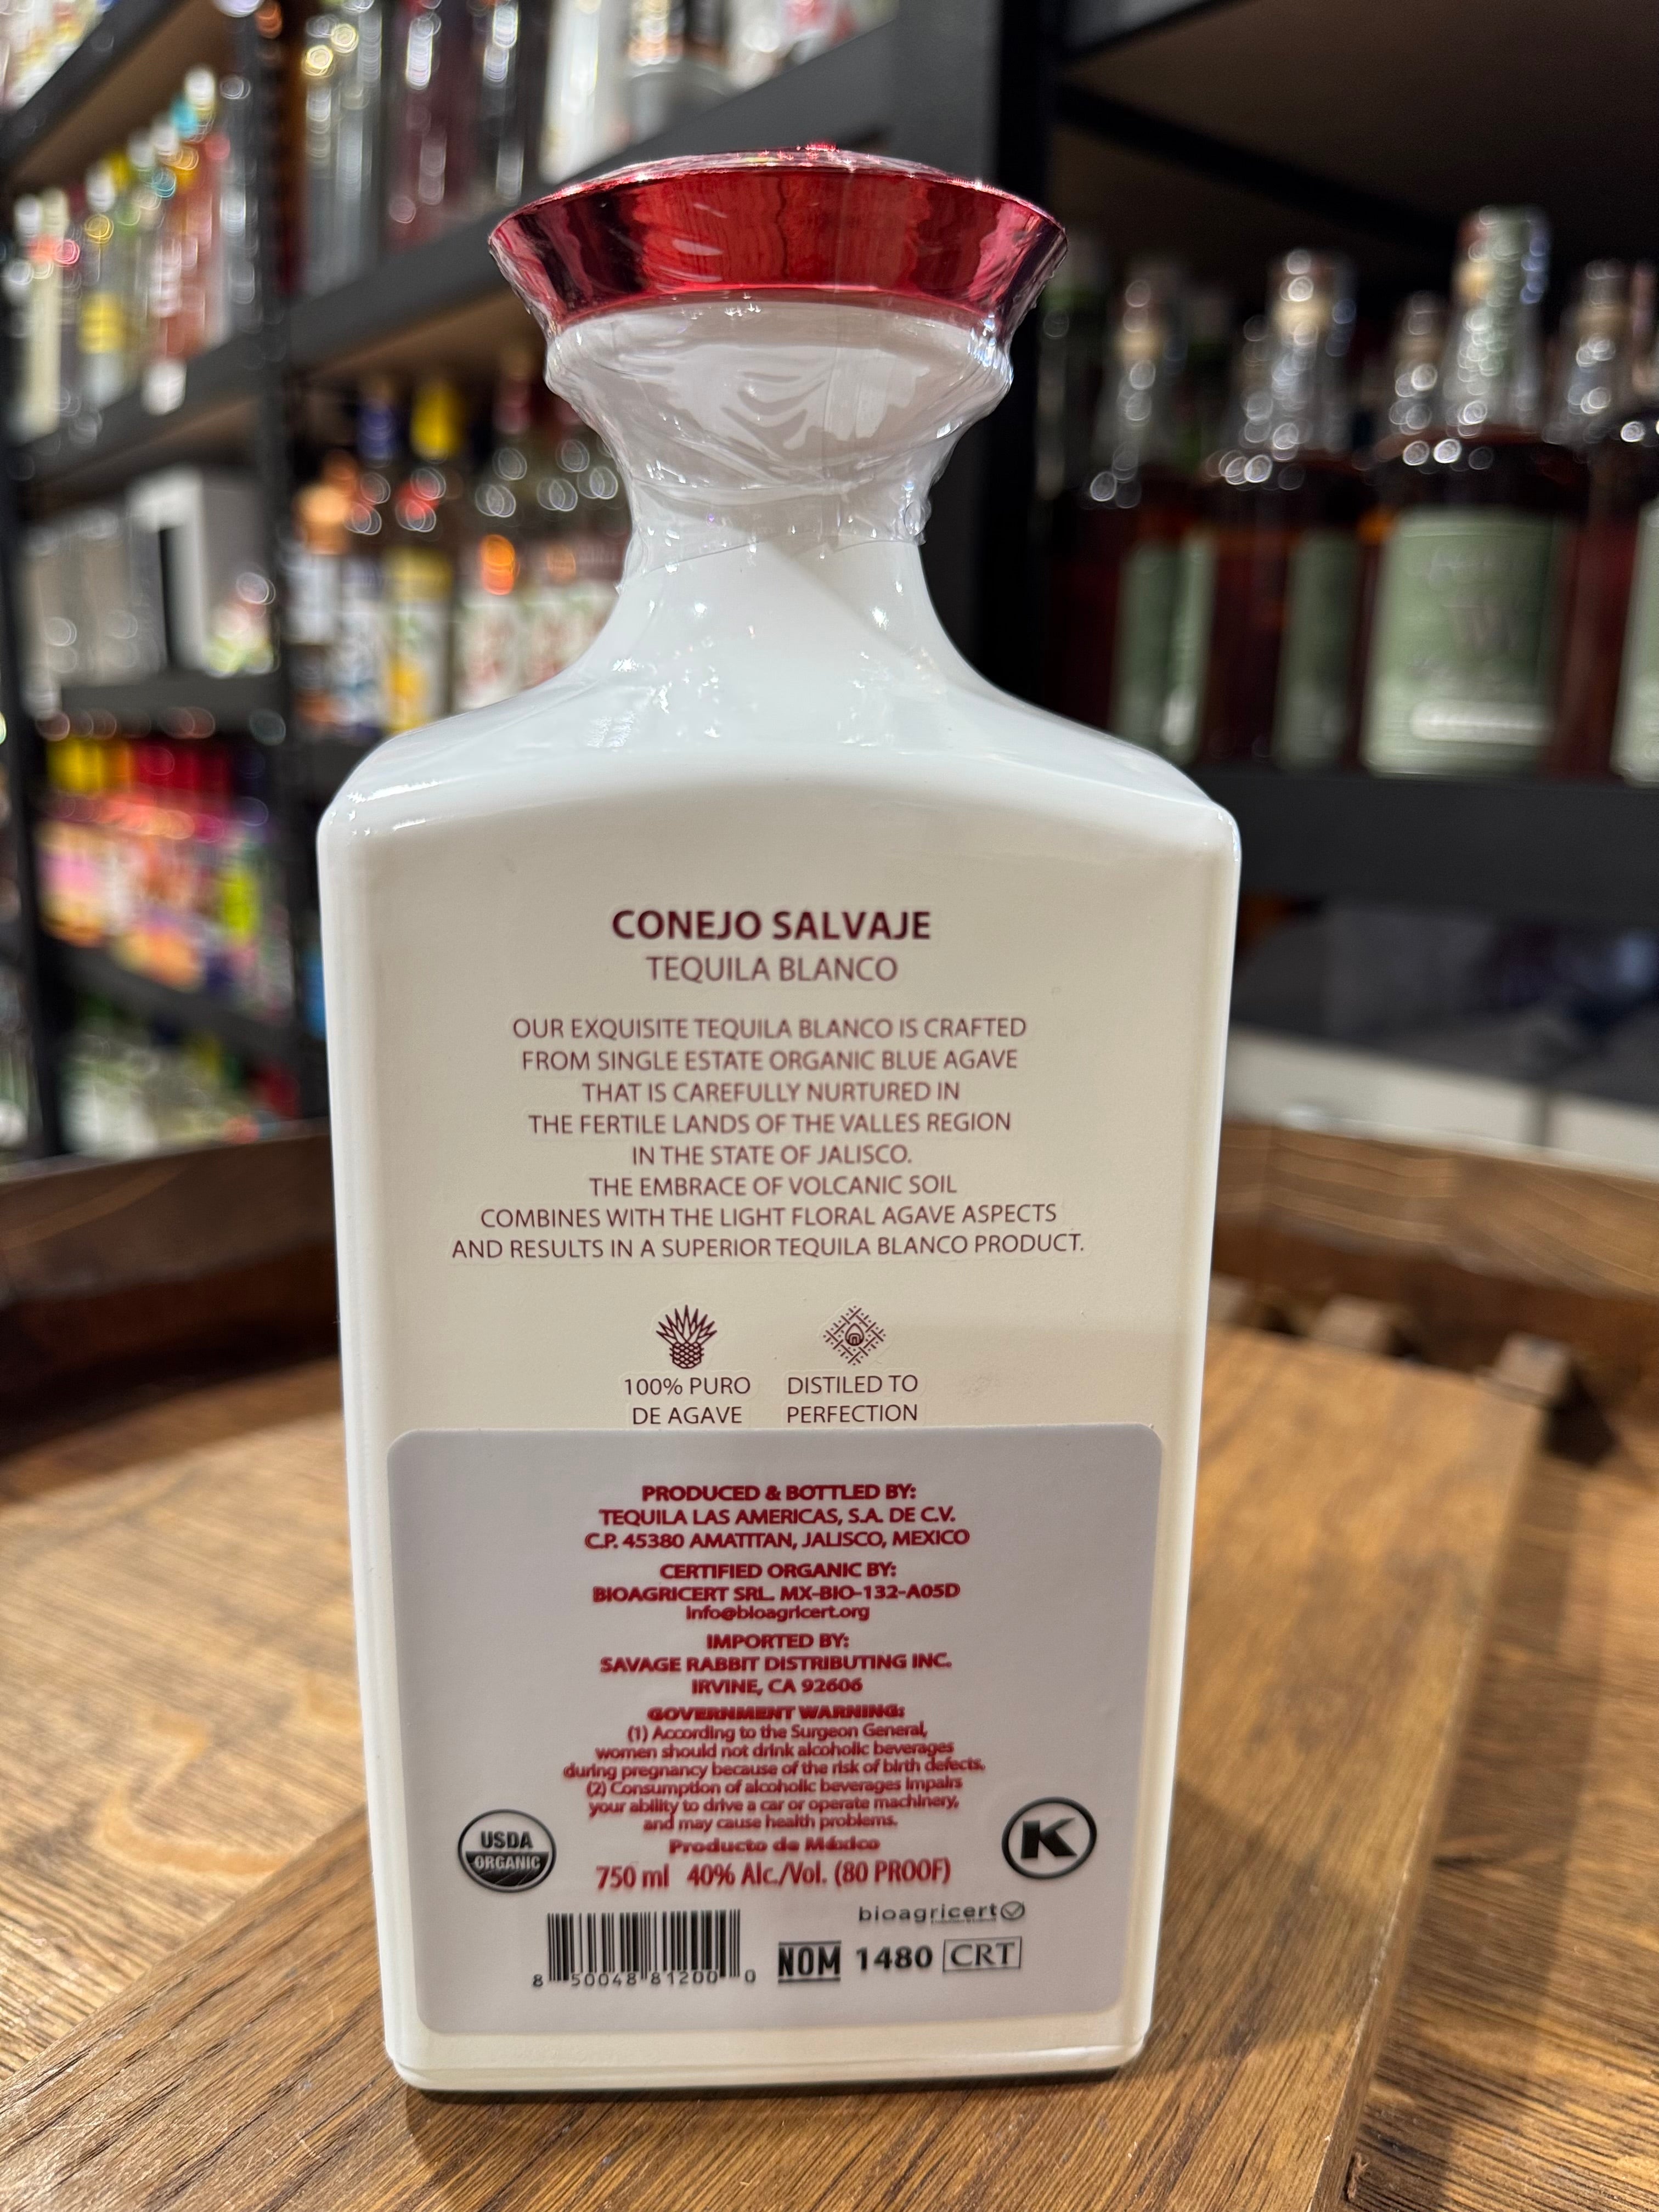 CONEJO SALVAJE
TEQUILA BLANCO
OUR EXQUISITE TEQUILA BLANCO IS CRAFTED
FROM SINGLE ESTATE ORGANIC BLUE AGAVE
THAT IS CAREFULLY NURTURED IN
THE FERTILE LANDS OF THE VALLES REGION
IN THE STATE OF JALISCO.
THE EMBRACE OF VOLCANIC SOIL
COMBINES WITH THE LIGHT FLORAL AGAVE ASPECTS
AND RESULTS IN A SUPERIOR TEQUILA BLANCO PRODUCT.
100% PURO
DE AGAVE
DISTILED TO
PERFECTION
PRODUCED & BOTTLED BY:
TEQUILA LAS AMERICAS, S.A. DE C.V.
C.P. 45380 AMATITAN, JALISCO, MEXICO
CERTIFIED ORGANIC BY:
BIOAGRICERT SRL. MX-BIO-132-A05D
info@bioagricert.org
IMPORTED BY:
SAVAGE RABBIT DISTRIBUTING INC.
IRVINE, CA 92606
GOVERNMENT WARNING:
(1) According to the Surgeon General,
women should not drink alcoholic beverages
during pregnancy because of the risk of birth defects.
(2) Consumption of alcoholic beverages impairs
your ability to drive a car or operate machinery,
and may cause health problems.
Producto de México
750 ml 40% Alc./Vol. (80 PROOF)
USDA
ORGANIC
K
bioagricert
NOM 1480 CRT
8 50048 81200 0